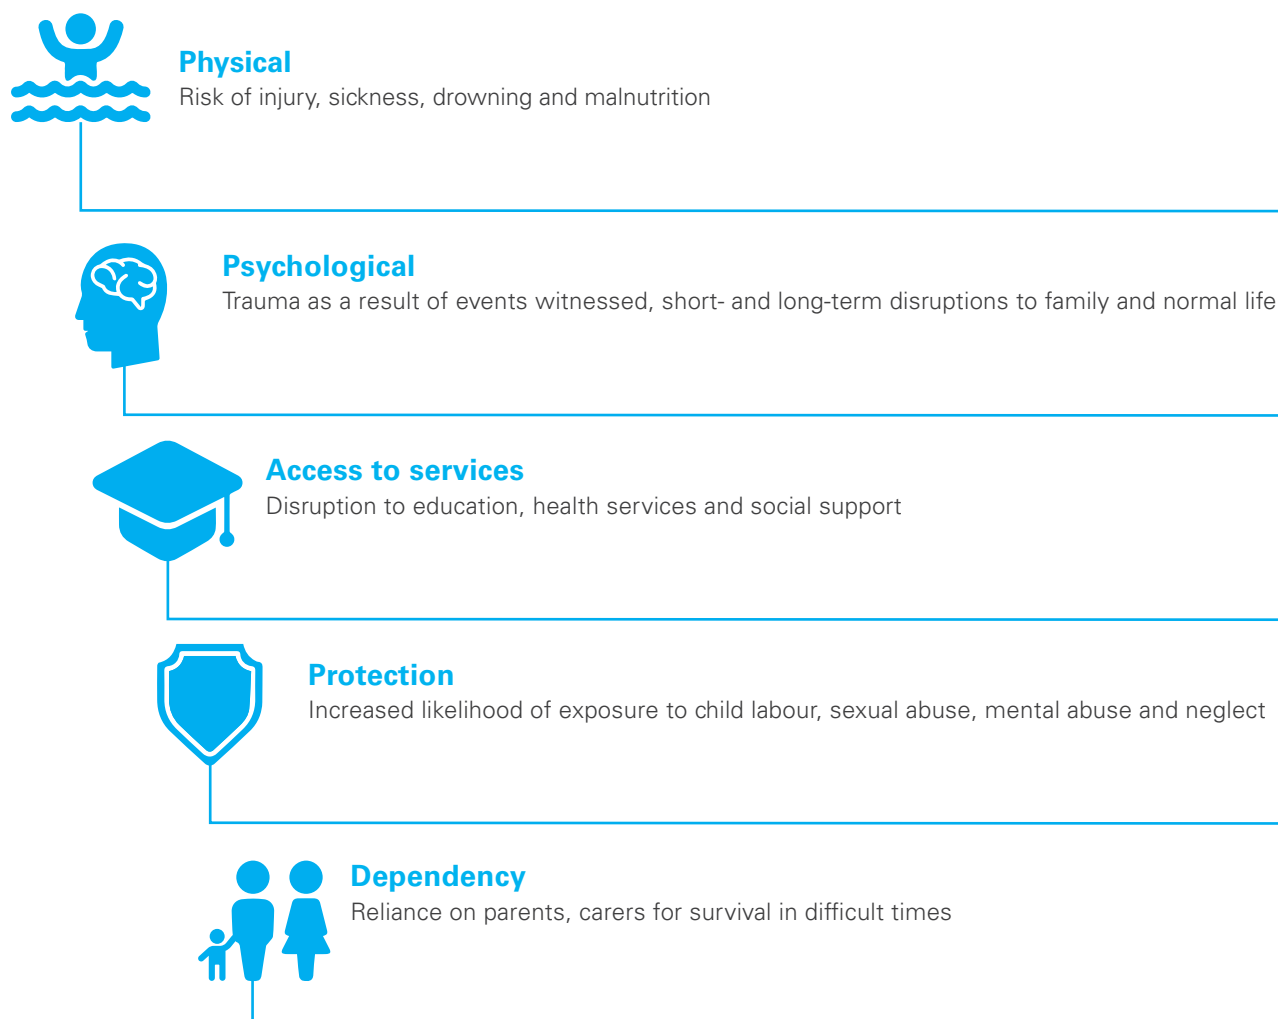 Physical
Risk of injury, sickness, drowning and malnutrition
Psychological
Trauma as a result of events witnessed, short- and long-term disruptions to family and normal life
Access to services
Disruption to education, health services and social support
Protection
Increased likelihood of exposure to child labour, sexual abuse, mental abuse and neglect
Dependency
Reliance on parents, carers for survival in difficult times